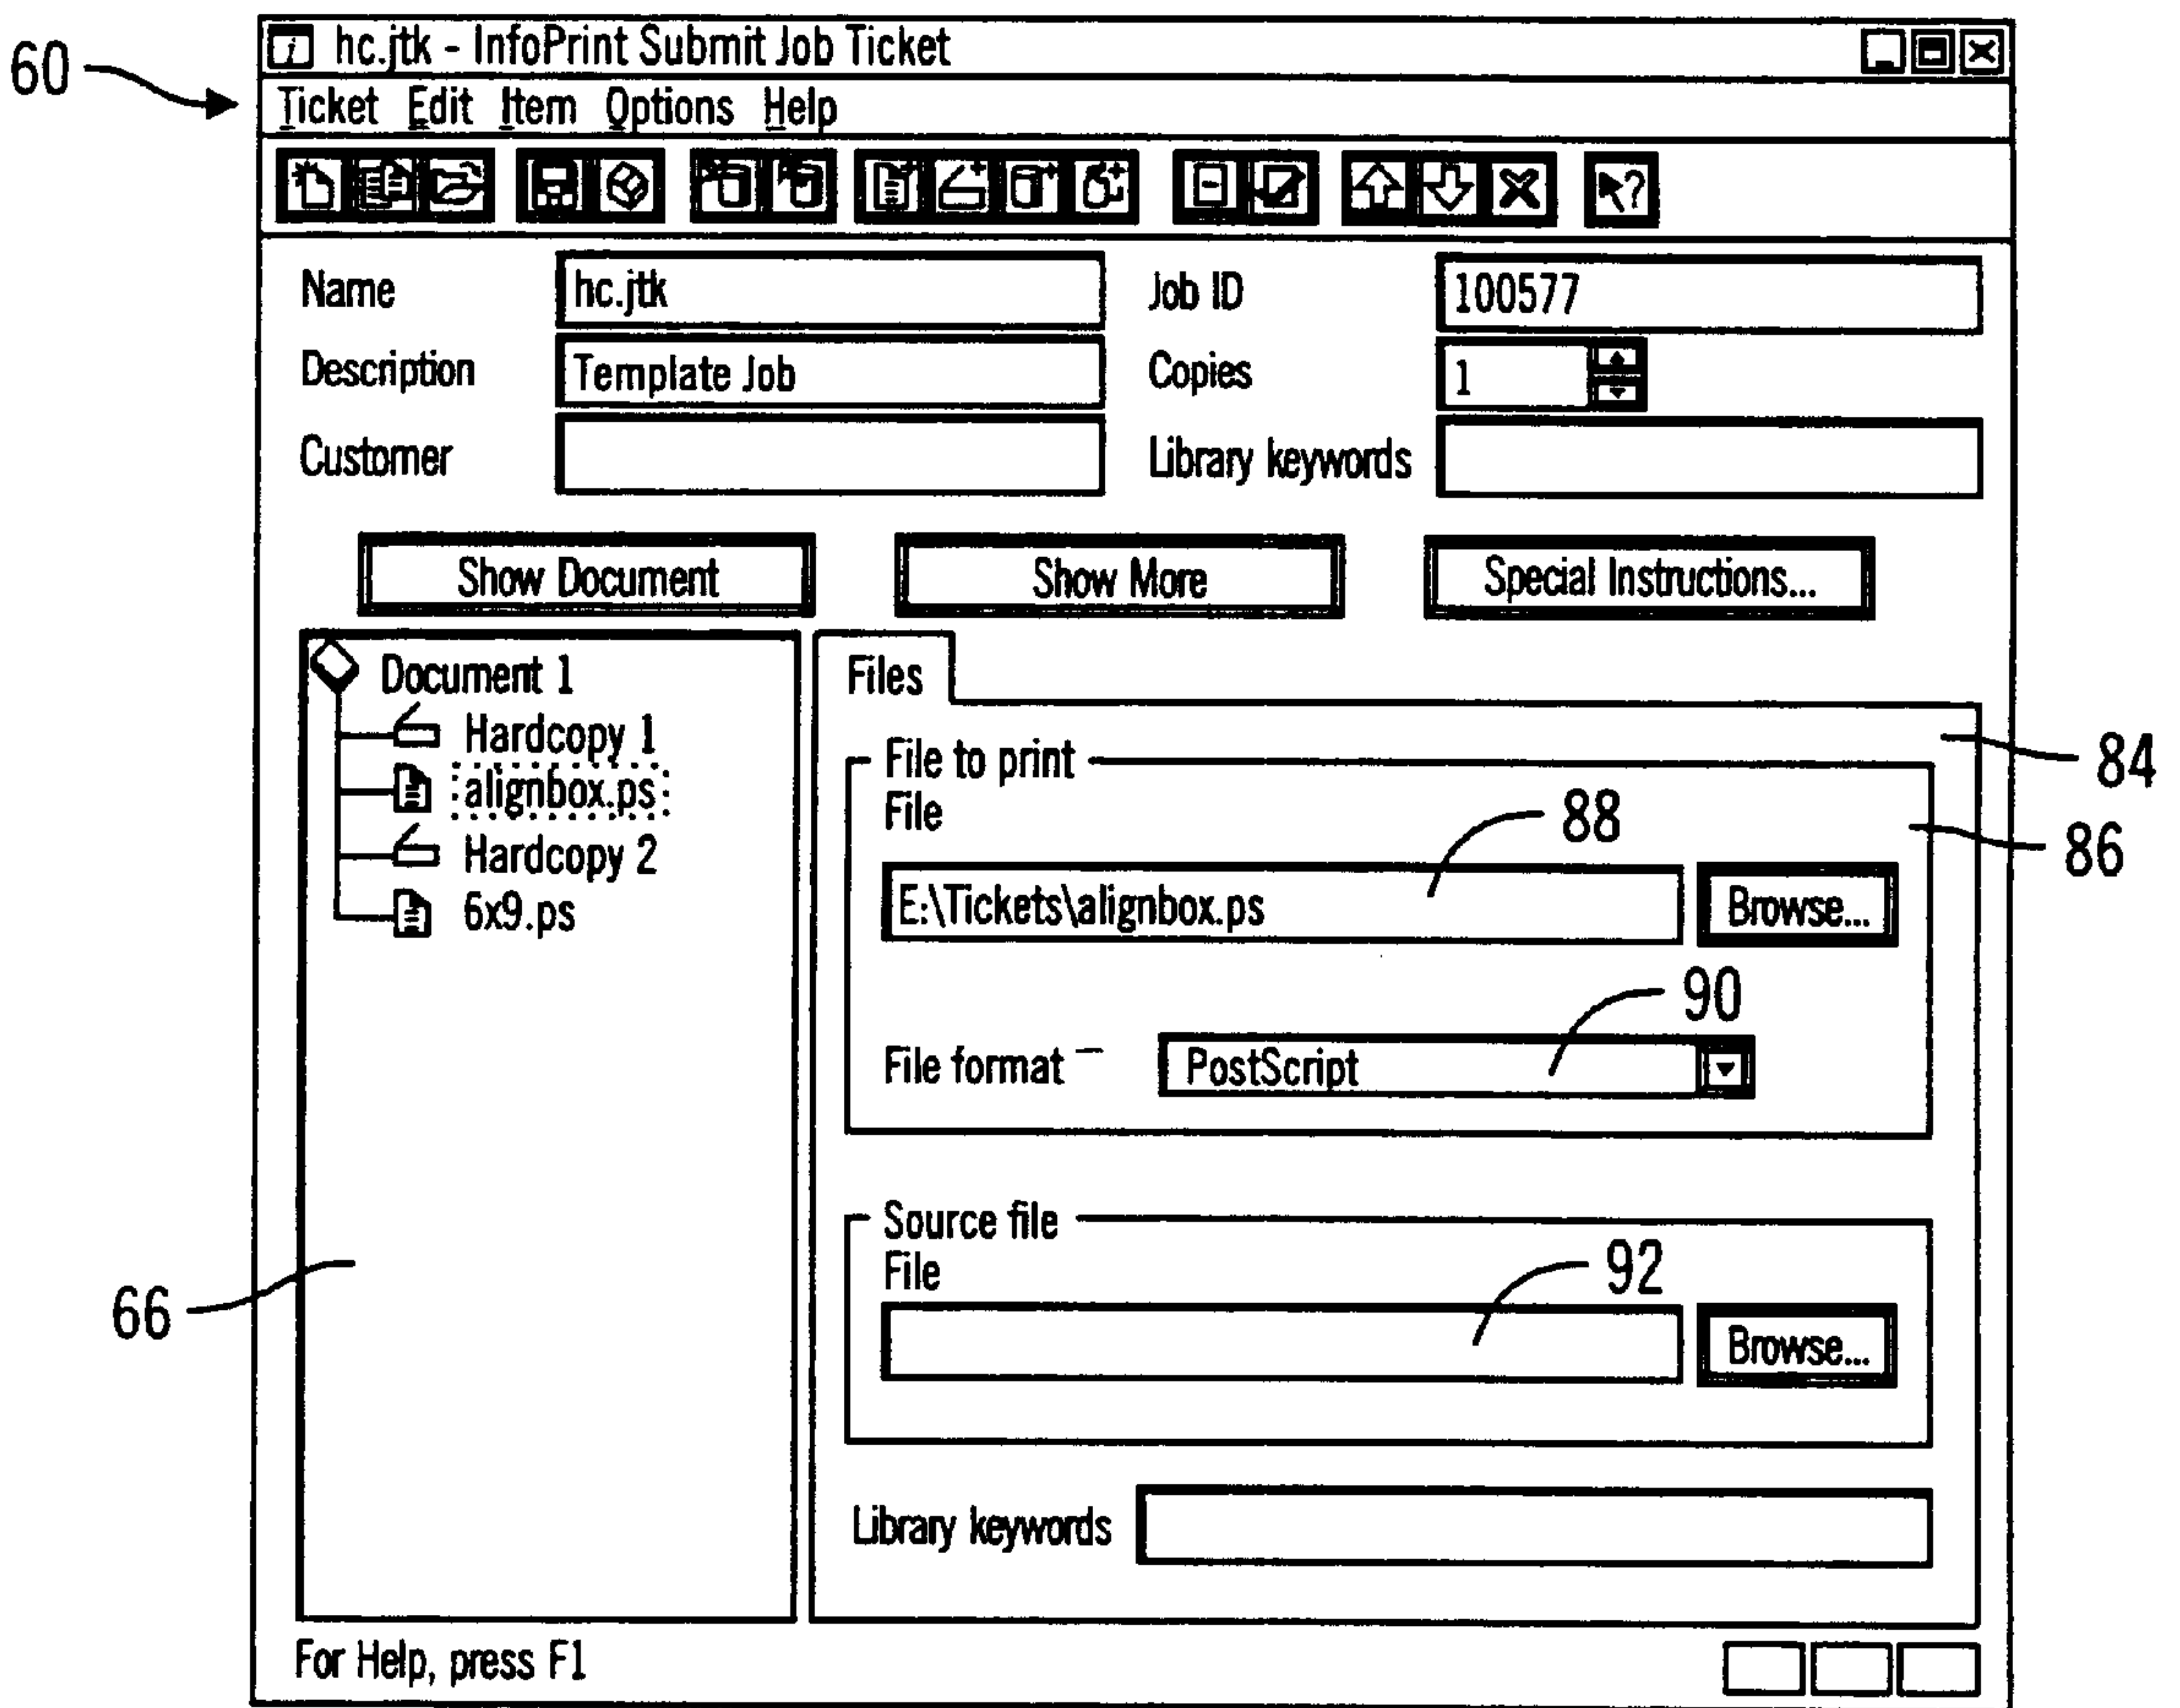 hc.jtk - InfoPrint Submit Job Ticket
60
Ticket Edit Item Options Help
Name hc.jtk Job ID 100577
Description Template Job Copies 1
Customer Library keywords
Show Document Show More Special Instructions...
Document 1
Hardcopy 1
alignbox.ps
Hardcopy 2
6x9.ps
66
Files
84
File to print
86
File
88
E:\Tickets\alignbox.ps Browse...
90
File format PostScript
Source file
File
92
Browse...
Library keywords
For Help, press F1